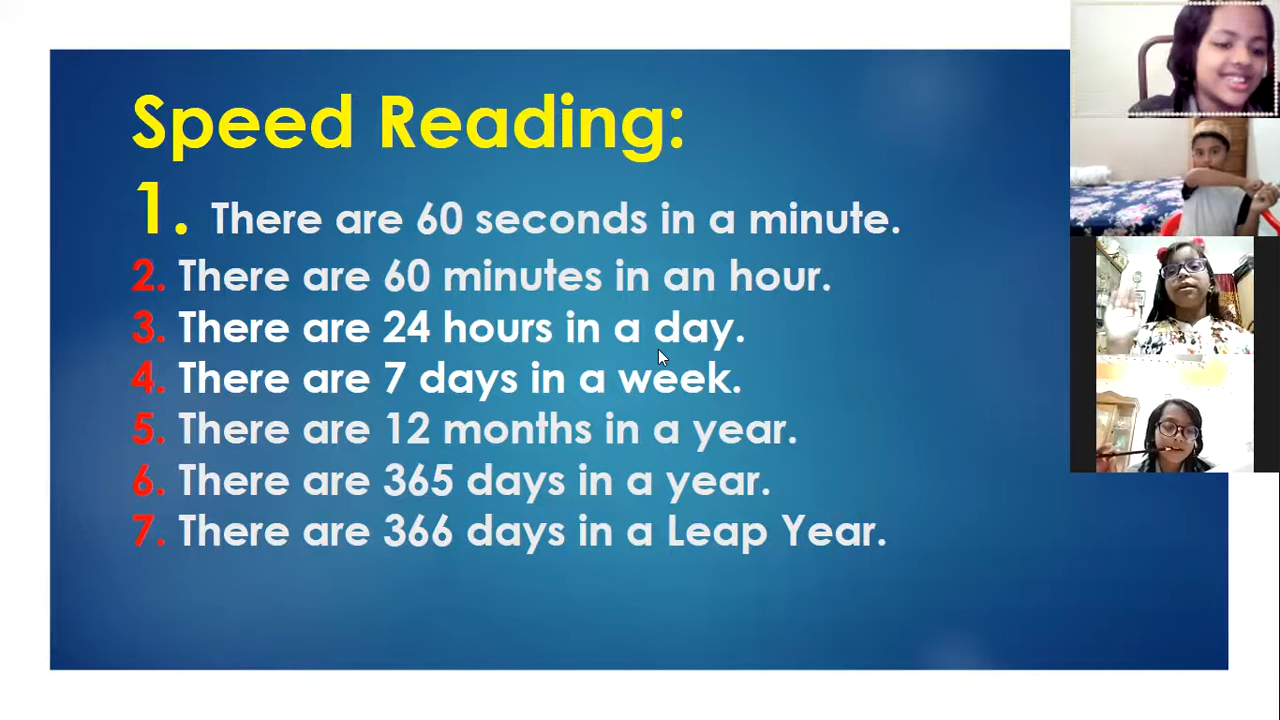 Speed Reading:
1. There are 60 seconds in a minute.
2. There are 60 minutes in an hour.
3. There are 24 hours in a day.
4. There are 7 days in a week.
5. There are 12 months in a year.
6. There are 365 days in a year.
7. There are 366 days in a Leap Year.